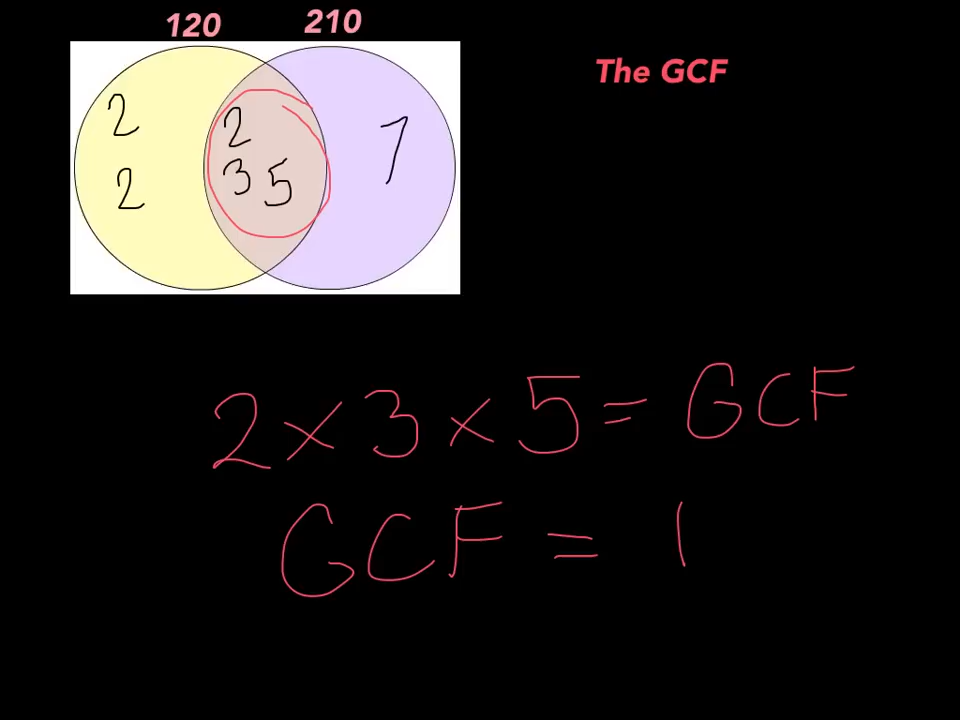 120 210
The GCF
2 2 7
2 3 5
2 × 3 × 5 = GCF
GCF = 1